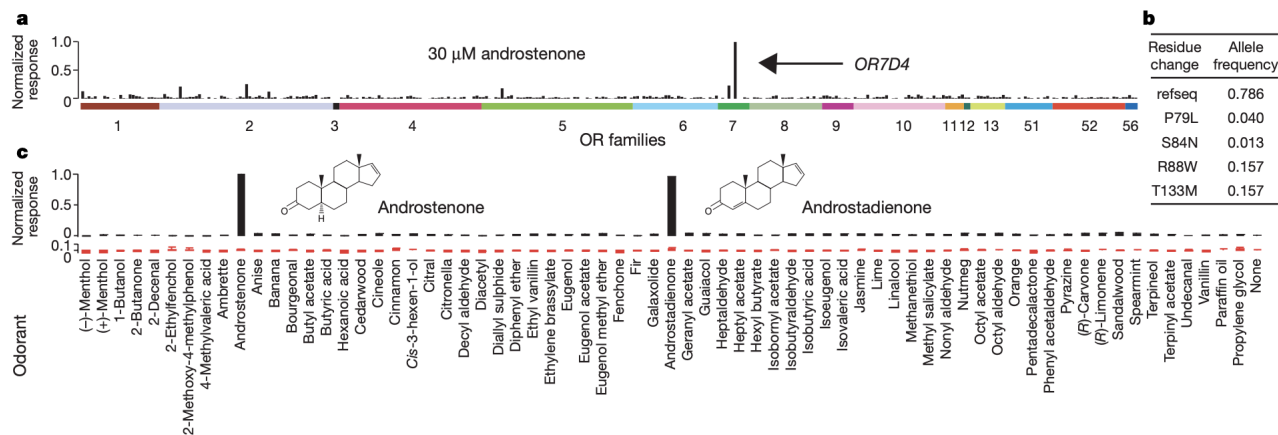 a
Normalized
response
1.0
0.5
0
30 μM androstenone
OR7D4
1 2 3 4 5 6 7 8 9 10 11 12 13 51 52 56
OR families
b
Residue change Allele frequency
refseq 0.786
P79L 0.040
S84N 0.013
R88W 0.157
T133M 0.157
c
Normalized
response
1.0
0.5
0
0.1
0
O
H
Androstenone
O
Androstadienone
Odorant
(–)-Menthol
(+)-Menthol
1-Butanol
2-Butanone
2-Decenal
2-Ethylfenchol
2-Methoxy-4-methylphenol
4-Methylvaleric acid
Ambrette
Androstenone
Anise
Banana
Bourgeonal
Butyl acetate
Butyric acid
Hexanoic acid
Cedarwood
Cineole
Cinnamon
Cis-3-hexen-1-ol
Citral
Citronella
Decyl aldehyde
Diacetyl
Diallyl sulphide
Diphenyl ether
Ethyl vanillin
Ethylene brassylate
Eugenol
Eugenol acetate
Eugenol methyl ether
Fenchone
Fir
Galaxolide
Androstadienone
Geranyl acetate
Guaiacol
Heptaldehyde
Heptyl acetate
Hexyl butyrate
Isobornyl acetate
Isobutyraldehyde
Isobutyric acid
Isoeugenol
Isovaleric acid
Jasmine
Lime
Linalool
Methanethiol
Methyl salicylate
Nonyl aldehyde
Nutmeg
Octyl acetate
Octyl aldehyde
Orange
Pentadecalactone
Phenyl acetaldehyde
Pyrazine
(R)-Carvone
(R)-Limonene
Sandalwood
Spearmint
Terpineol
Terpinyl acetate
Undecanal
Vanillin
Paraffin oil
Propylene glycol
None